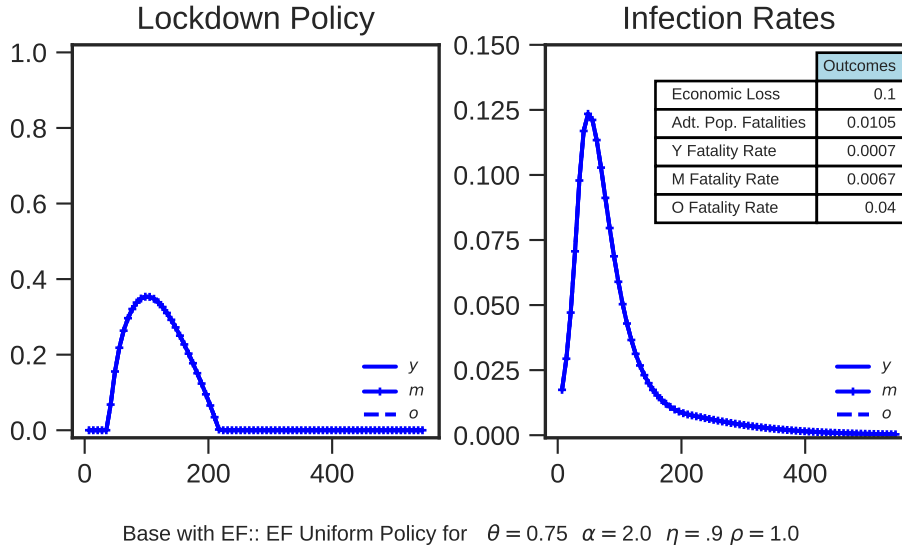 Lockdown Policy
1.0
0.8
0.6
0.4
0.2
0.0
0 200 400
y
m
o
Infection Rates
0.150
0.125
0.100
0.075
0.050
0.025
0.000
0 200 400
Outcomes
Economic Loss 0.1
Adt. Pop. Fatalities 0.0105
Y Fatality Rate 0.0007
M Fatality Rate 0.0067
O Fatality Rate 0.04
y
m
o
Base with EF:: EF Uniform Policy for θ = 0.75 α = 2.0 η = .9 ρ = 1.0